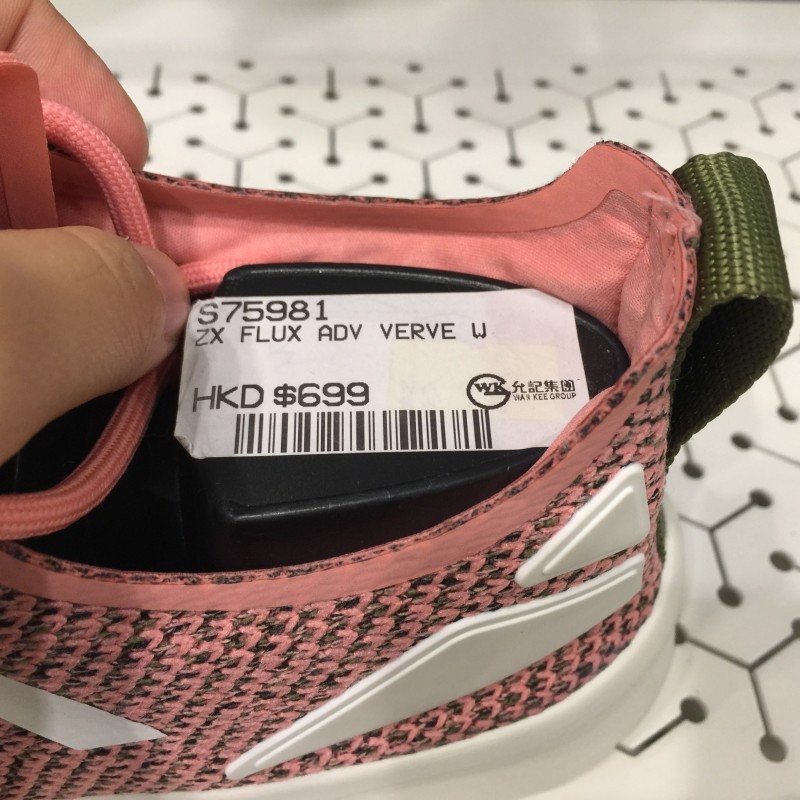 S75981
ZX FLUX ADV VERVE W
HKD $699
WK 允記集團
WAN KEE GROUP